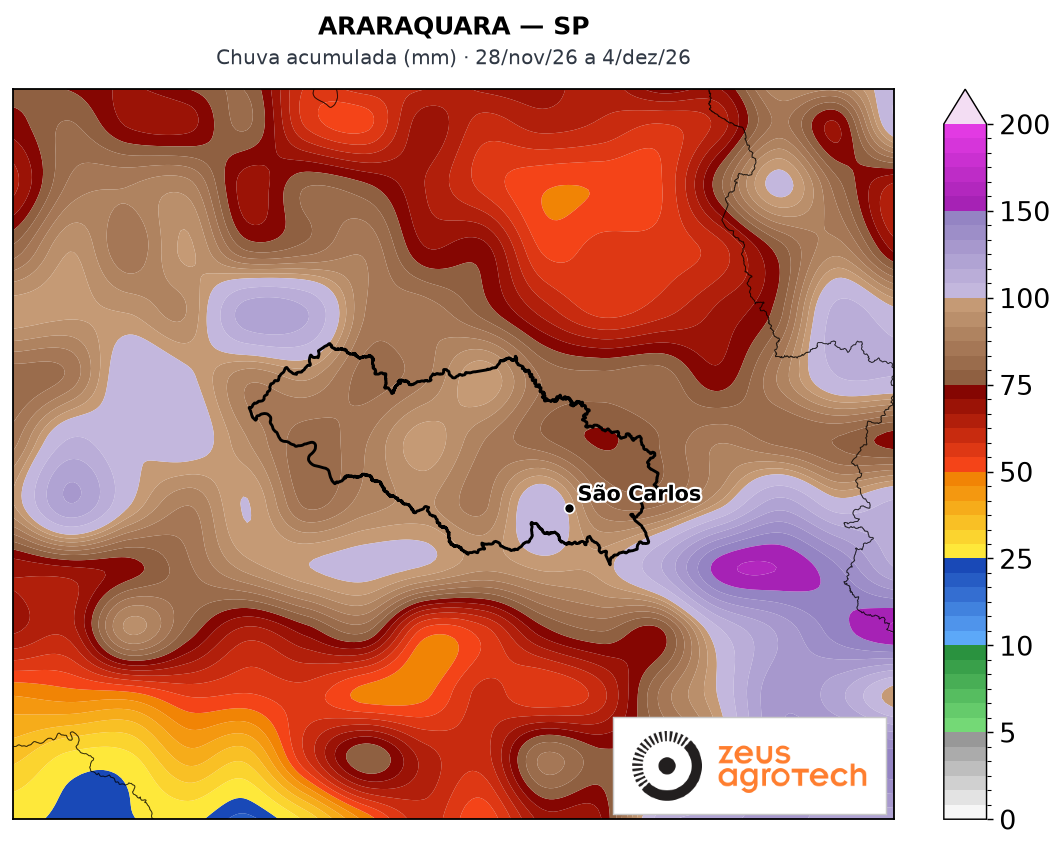 ARARAQUARA — SP
Chuva acumulada (mm) · 28/nov/26 a 4/dez/26
200
150
100
75
50
25
10
5
0
São Carlos
zeus
agrotech